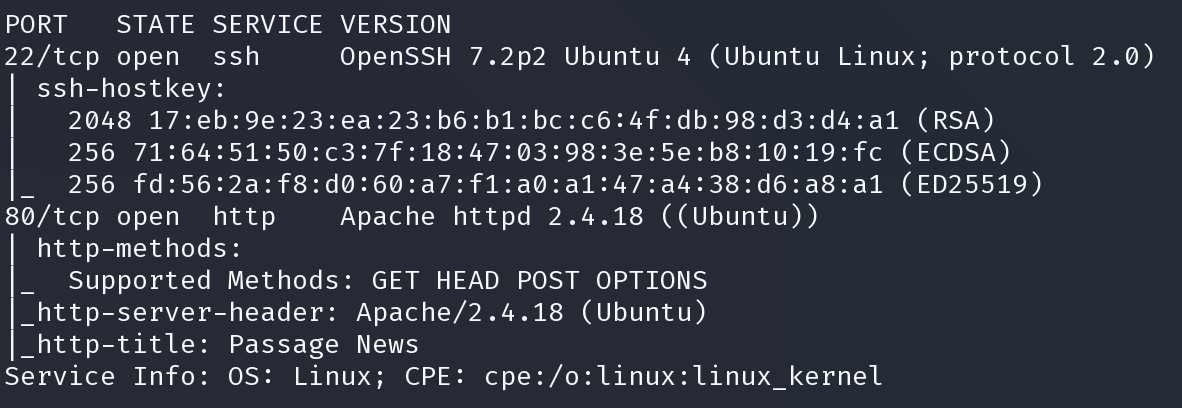 PORT   STATE SERVICE VERSION
22/tcp open  ssh     OpenSSH 7.2p2 Ubuntu 4 (Ubuntu Linux; protocol 2.0)
| ssh-hostkey:
|   2048 17:eb:9e:23:ea:23:b6:b1:bc:c6:4f:db:98:d3:d4:a1 (RSA)
|   256 71:64:51:50:c3:7f:18:47:03:98:3e:5e:b8:10:19:fc (ECDSA)
|_  256 fd:56:2a:f8:d0:60:a7:f1:a0:a1:47:a4:38:d6:a8:a1 (ED25519)
80/tcp open  http    Apache httpd 2.4.18 ((Ubuntu))
| http-methods:
|_  Supported Methods: GET HEAD POST OPTIONS
|_http-server-header: Apache/2.4.18 (Ubuntu)
|_http-title: Passage News
Service Info: OS: Linux; CPE: cpe:/o:linux:linux_kernel